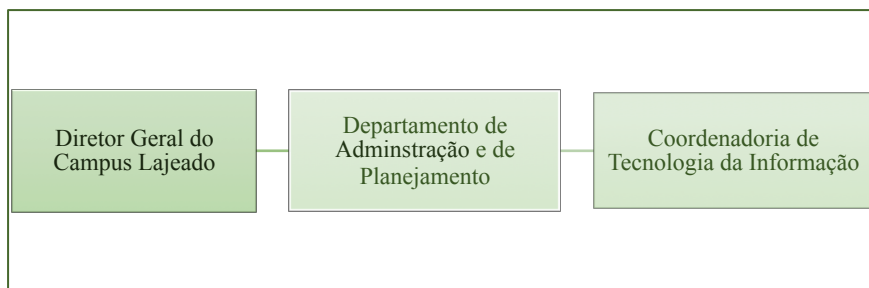 Diretor Geral do
Campus Lajeado
Departamento de
Adminstração e de
Planejamento
Coordenadoria de
Tecnologia da Informação